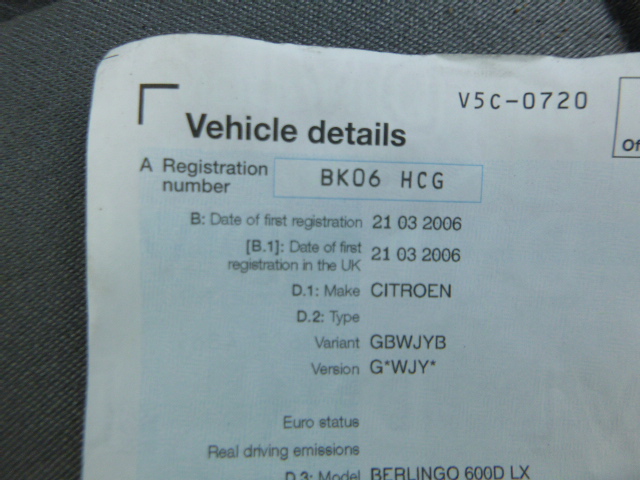 V5C-0720
Vehicle details
A Registration number BK06 HCG
B: Date of first registration 21 03 2006
[B.1]: Date of first
registration in the UK 21 03 2006
D.1: Make CITROEN
D.2: Type
Variant GBWJYB
Version G*WJY*
Euro status
Real driving emissions
D.3: Model BERLINGO 600D LX